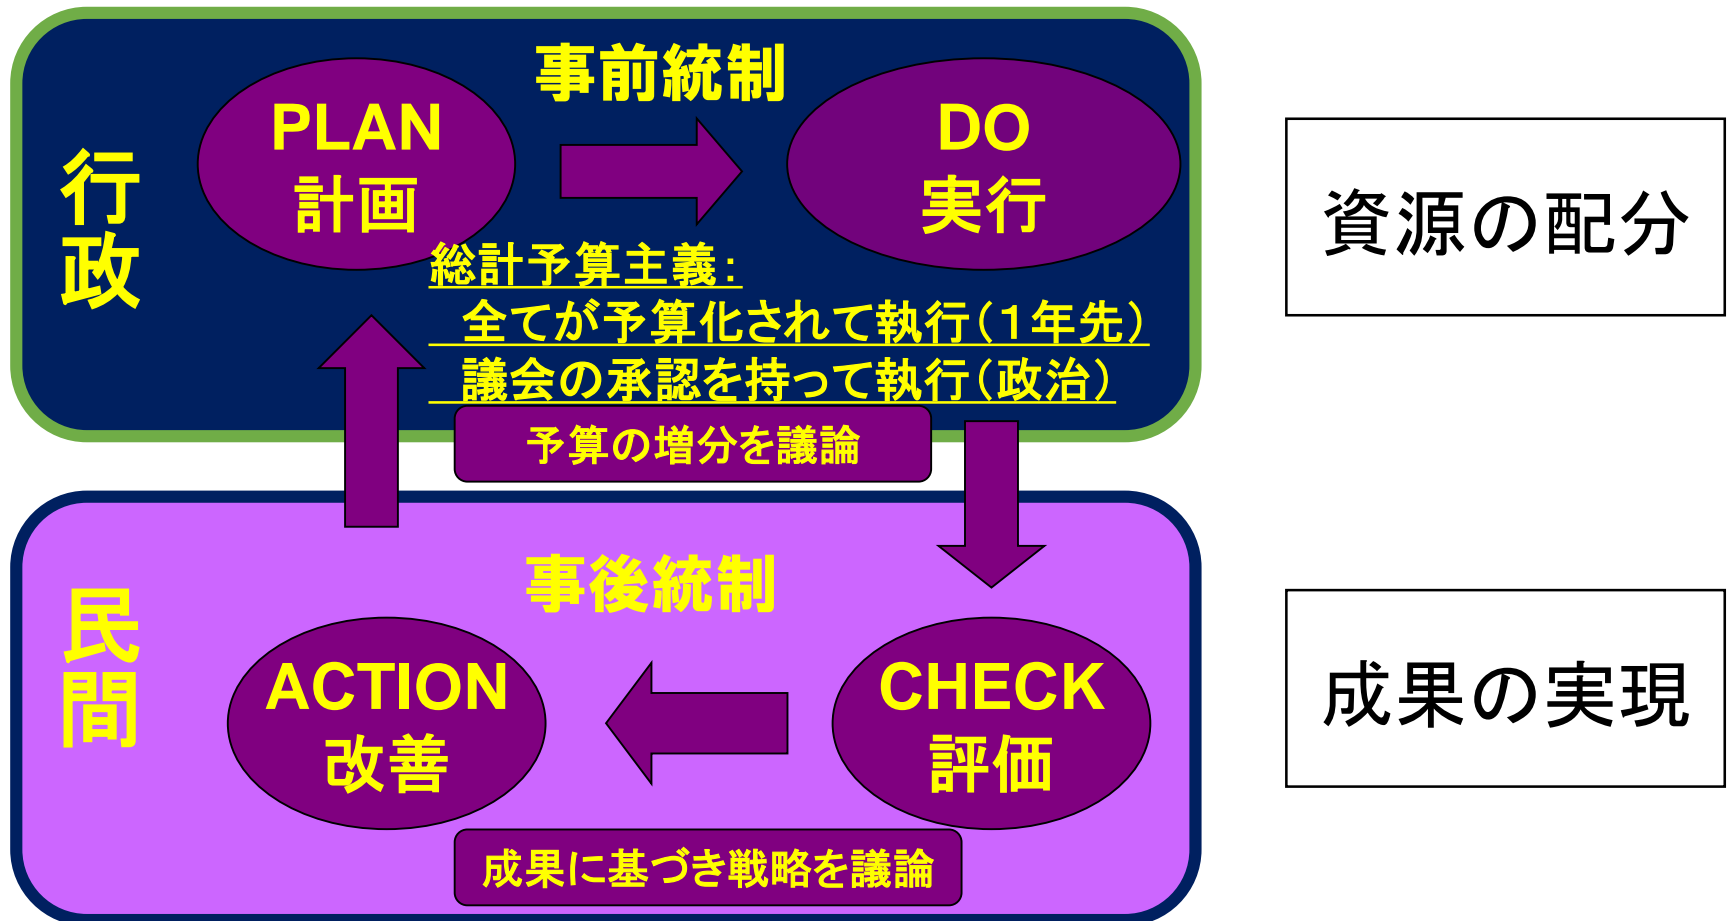 行政
事前統制
PLAN
計画
DO
実行
総計予算主義：
全てが予算化されて執行（１年先）
議会の承認を持って執行（政治）
予算の増分を議論
資源の配分
民間
事後統制
ACTION
改善
CHECK
評価
成果に基づき戦略を議論
成果の実現